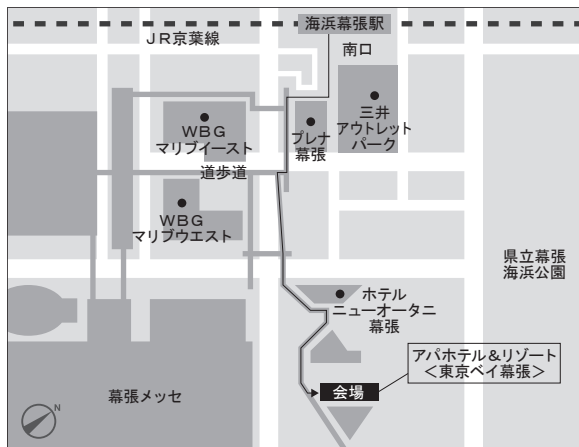 海浜幕張駅
JR京葉線
南口
三井
アウトレット
パーク
WBG
マリブイースト
プレナ
幕張
歩道道
WBG
マリブウエスト
県立幕張
海浜公園
ホテル
ニューオータニ
幕張
アパホテル&リゾート
<東京ベイ幕張>
会場
幕張メッセ
N